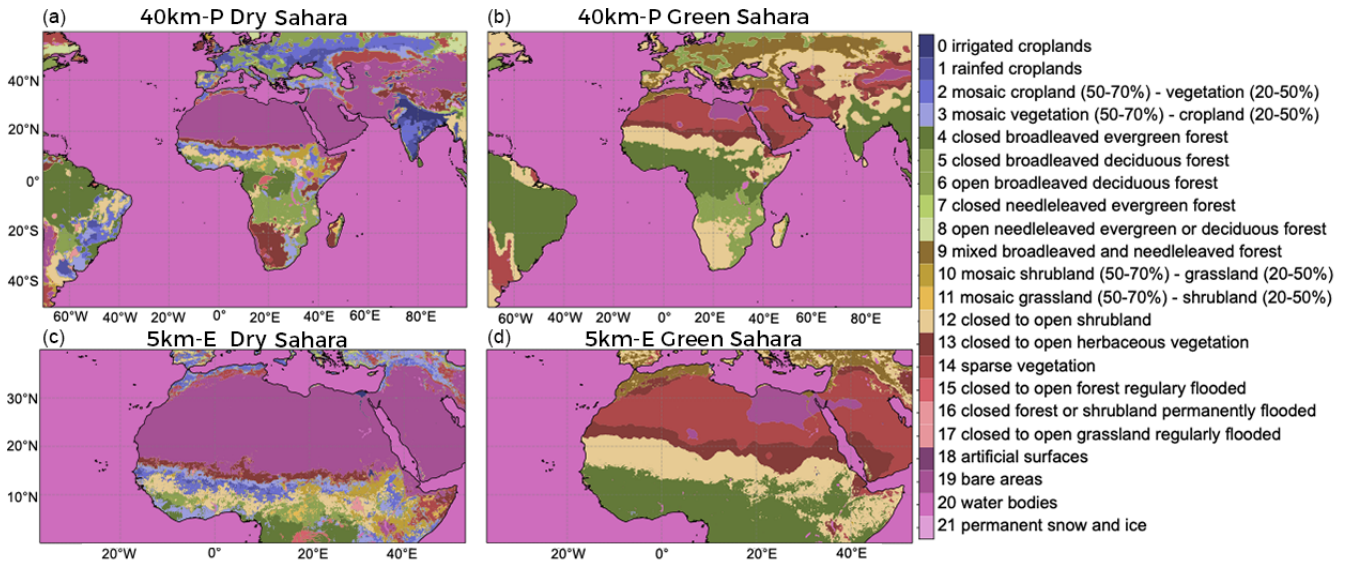 (a) 40km-P Dry Sahara
(b) 40km-P Green Sahara
40°N
20°N
0°
20°S
40°S
60°W 40°W 20°W 0° 20°E 40°E 60°E 80°E
60°W 40°W 20°W 0° 20°E 40°E 60°E 80°E
(c) 5km-E Dry Sahara
(d) 5km-E Green Sahara
30°N
20°N
10°N
20°W 0° 20°E 40°E
20°W 0° 20°E 40°E
0 irrigated croplands
1 rainfed croplands
2 mosaic cropland (50-70%) - vegetation (20-50%)
3 mosaic vegetation (50-70%) - cropland (20-50%)
4 closed broadleaved evergreen forest
5 closed broadleaved deciduous forest
6 open broadleaved deciduous forest
7 closed needleleaved evergreen forest
8 open needleleaved evergreen or deciduous forest
9 mixed broadleaved and needleleaved forest
10 mosaic shrubland (50-70%) - grassland (20-50%)
11 mosaic grassland (50-70%) - shrubland (20-50%)
12 closed to open shrubland
13 closed to open herbaceous vegetation
14 sparse vegetation
15 closed to open forest regulary flooded
16 closed forest or shrubland permanently flooded
17 closed to open grassland regularly flooded
18 artificial surfaces
19 bare areas
20 water bodies
21 permanent snow and ice